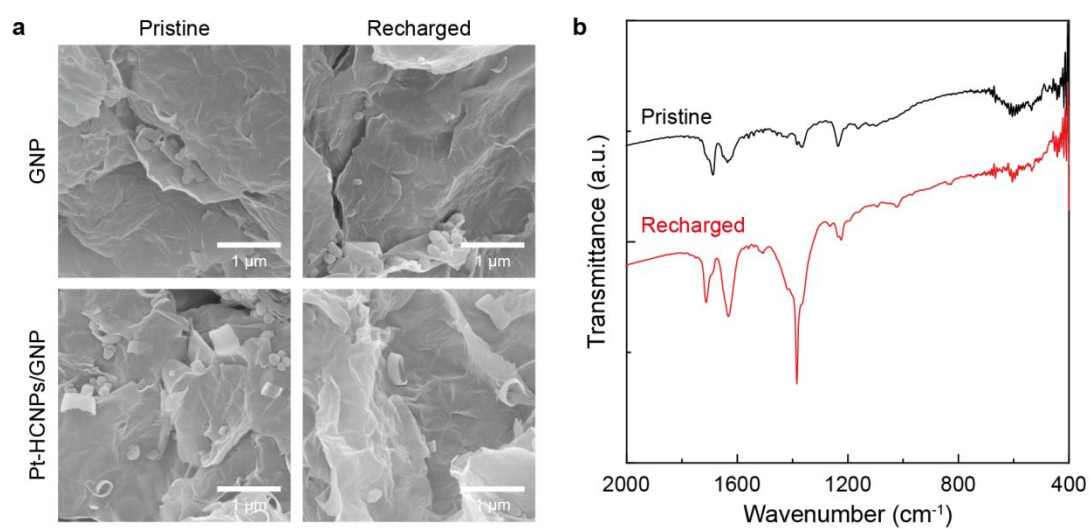 a
Pristine
Recharged
GNP
1 µm
1 µm
Pt-HCNPs/GNP
1 µm
1 µm
b
Transmittance (a.u.)
Pristine
Recharged
2000 1600 1200 800 400
Wavenumber (cm⁻¹)